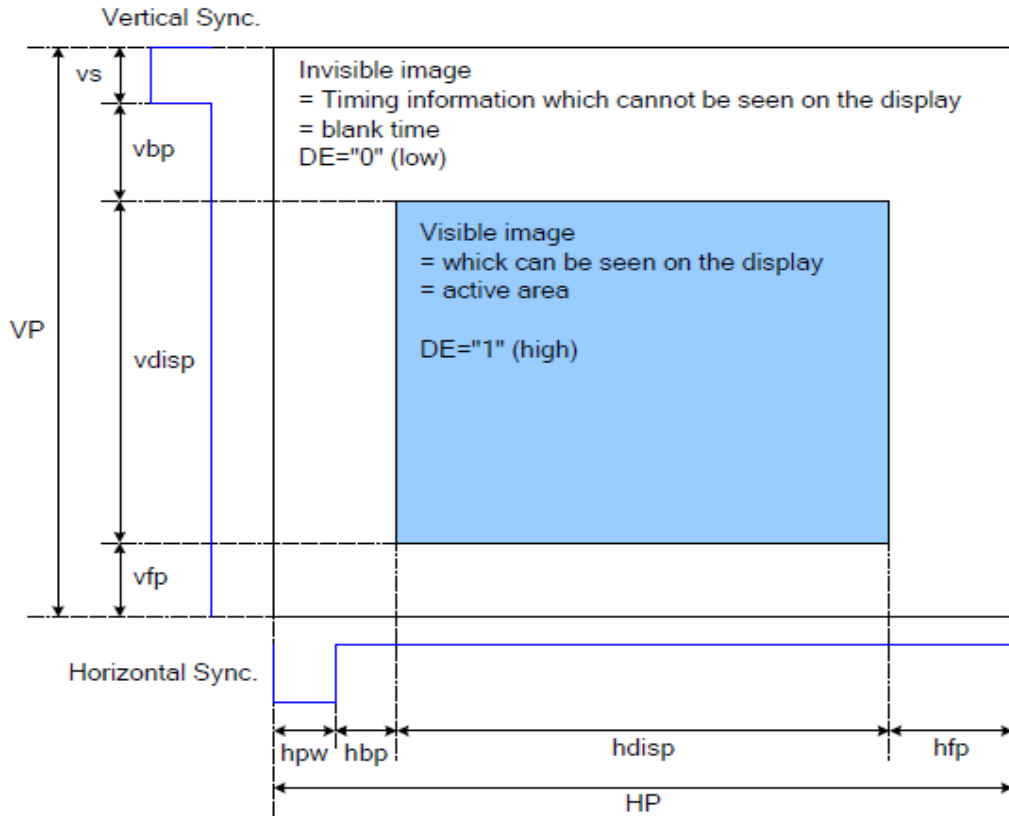 Vertical Sync.
vs
Invisible image
= Timing information which cannot be seen on the display
= blank time
DE="0" (low)
vbp
Visible image
= whick can be seen on the display
= active area
DE="1" (high)
VP
vdisp
vfp
Horizontal Sync.
hpw
hbp
hdisp
hfp
HP